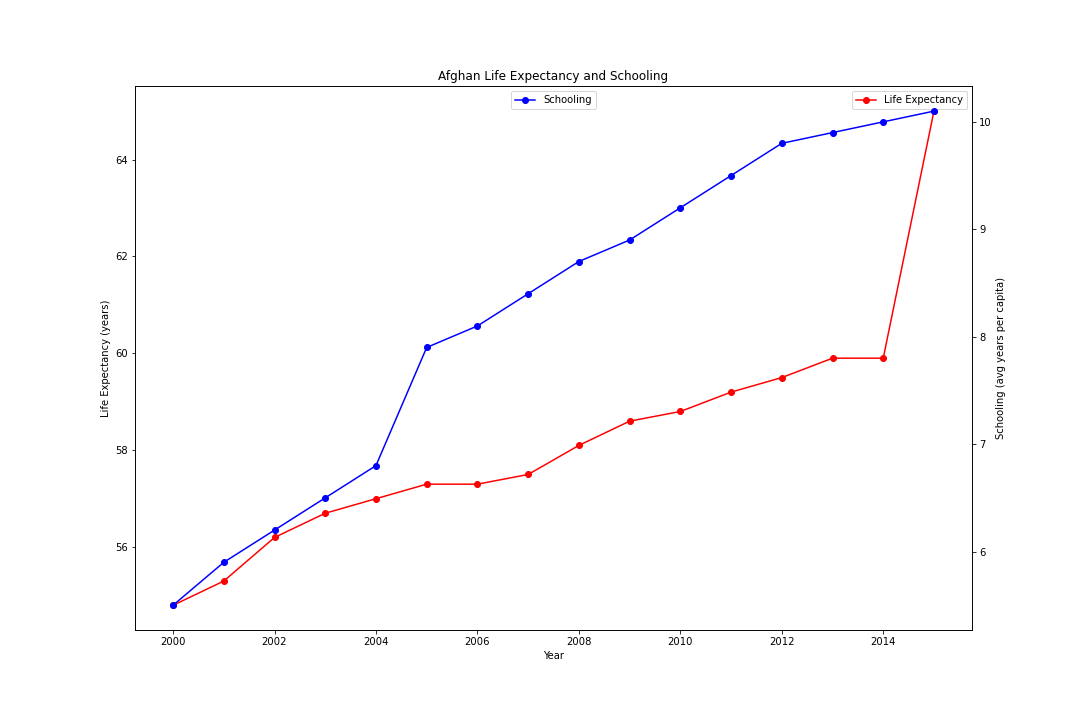 Afghan Life Expectancy and Schooling
Schooling
Life Expectancy
Life Expectancy (years)
64
62
60
58
56
10
9
8
7
6
Schooling (avg years per capita)
2000 2002 2004 2006 2008 2010 2012 2014
Year